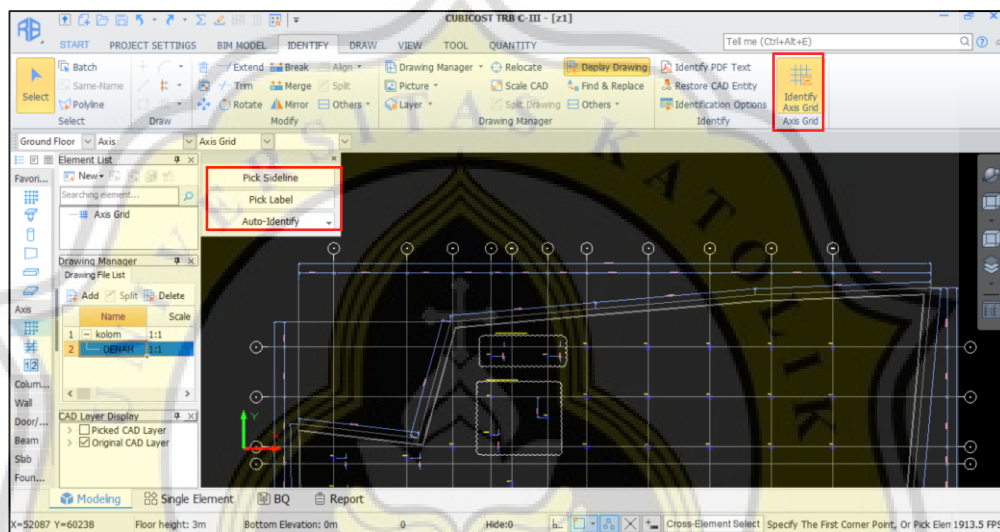 CUBICOST TRB C-III - [z1]
START PROJECT SETTINGS BIM MODEL IDENTIFY DRAW VIEW TOOL QUANTITY Tell me (Ctrl+Alt+E)
Batch Extend Break Align Drawing Manager Relocate Display Drawing Identify PDF Text
Select Same-Name Trim Merge Split Picture Scale CAD Find & Replace Restore CAD Entity Identify Axis Grid
Polyline Rotate Mirror Others Layer Split Drawing Others Identification Options
Select Draw Modify Drawing Manager Identify Axis Grid
Ground Floor Axis Axis Grid
Element List
Favori... New
Searching element...
Axis Grid
Pick Sideline
Pick Label
Auto-Identify
Drawing Manager
Drawing File List
Add Split Delete
Axis
Name Scale
1 kolom 1:1
2 DENAH 1:1
Colum...
Wall
Door/...
Beam
Slab
Foun...
CAD Layer Display
Picked CAD Layer
Original CAD Layer
Y
UNIVERSITAS KATOLIK
Modeling Single Element BQ Report
X=52087 Y=60238 Floor height: 3m Bottom Elevation: 0m 0 Hide:0 Cross-Element Select Specify The First Corner Point, Or Pick Elen 1913.5 FPS